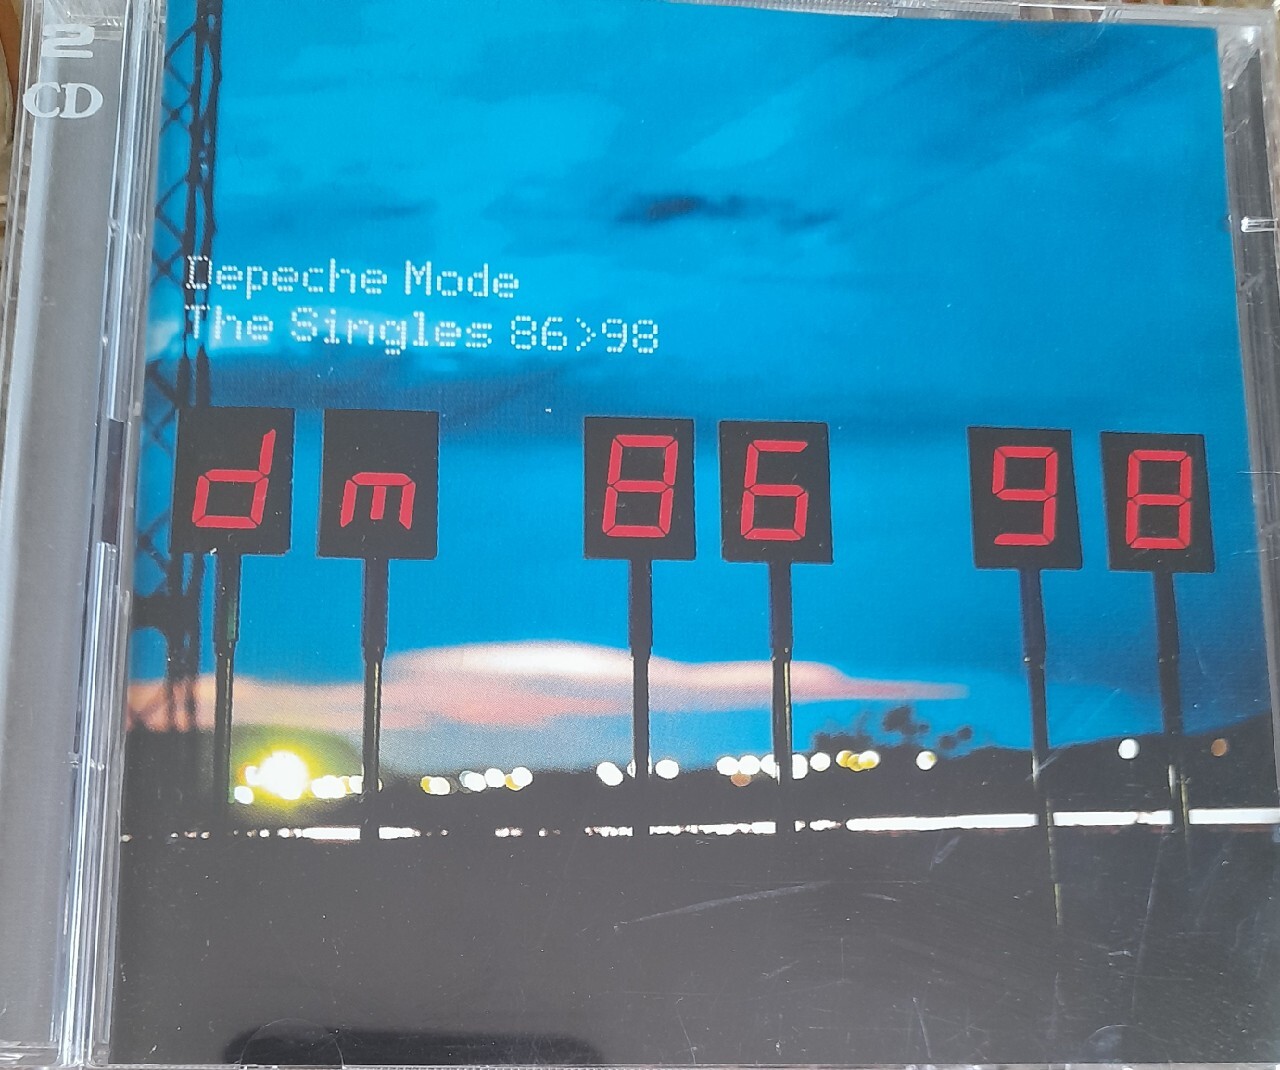 2
CD
Depeche Mode
The Singles 86>98
dm 86 98